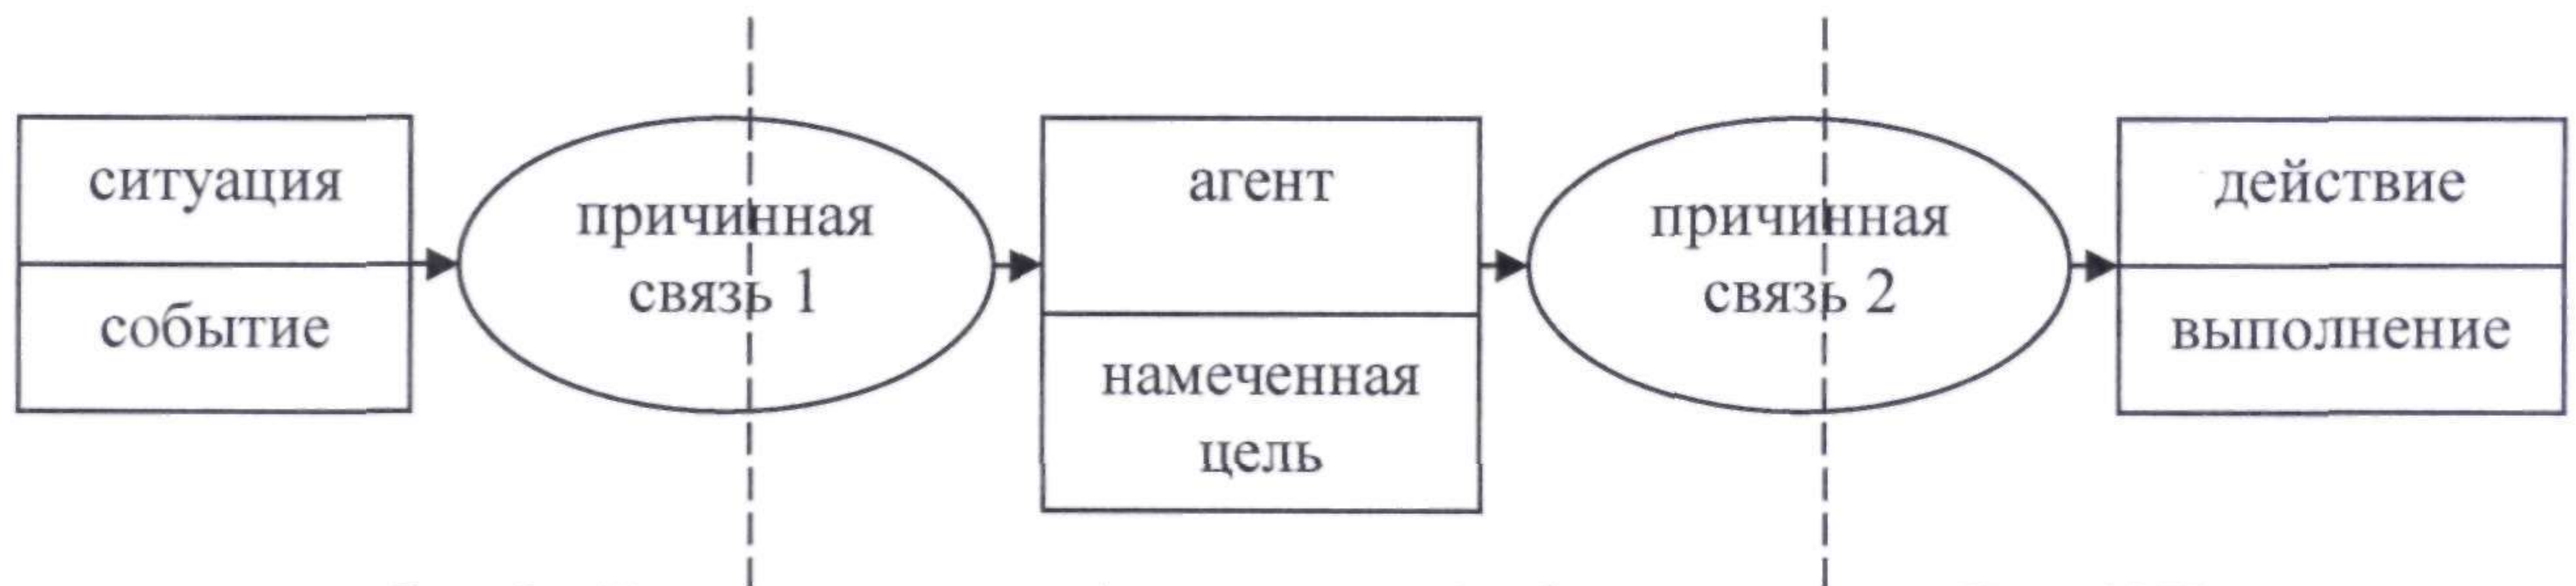 ситуация
событие
причинная
связь 1
агент
намеченная
цель
причинная
связь 2
действие
выполнение